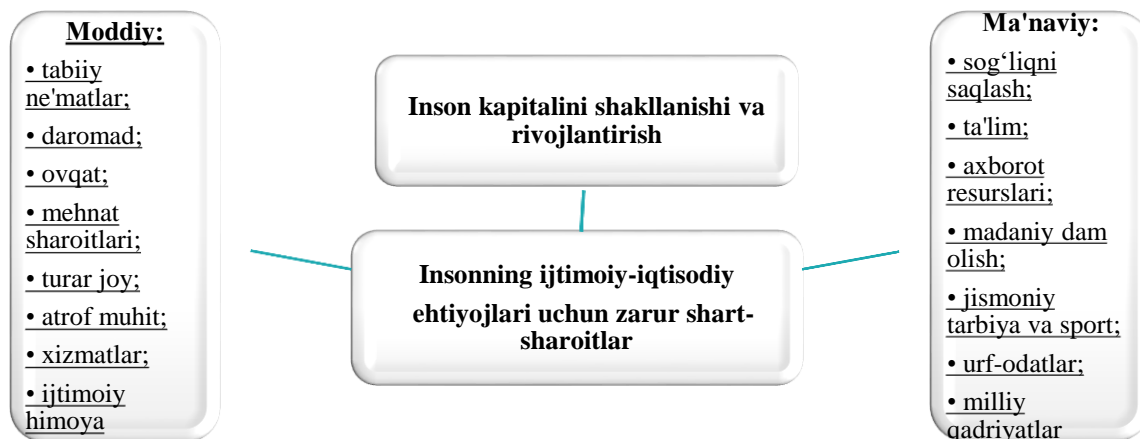 Moddiy:
• tabiiy
ne'matlar;
• daromad;
• ovqat;
• mehnat
sharoitlari;
• turar joy;
• atrof muhit;
• xizmatlar;
• ijtimoiy
himoya
Inson kapitalini shakllanishi va
rivojlantirish
Insonning ijtimoiy-iqtisodiy
ehtiyojlari uchun zarur shart-
sharoitlar
Ma'naviy:
• sog‘liqni
saqlash;
• ta'lim;
• axborot
resurslari;
• madaniy dam
olish;
• jismoniy
tarbiya va sport;
• urf-odatlar;
• milliy
qadriyatlar